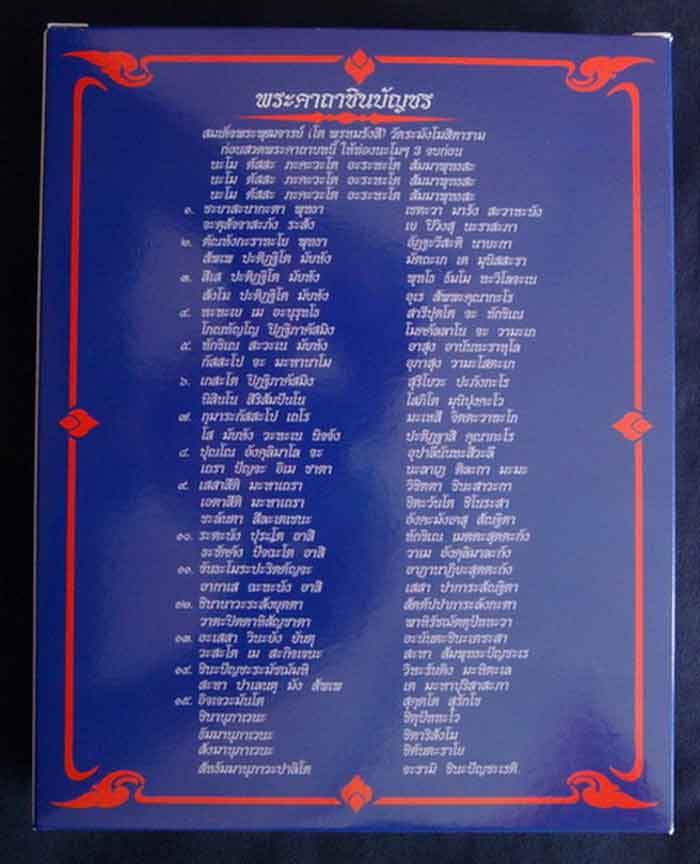 พระคาถาชินบัญชร
สมเด็จพระพุฒมจารย์ (โต พรหมรังสี) วัดระฆังโฆสิตาราม
ก่อนสวดพระคาถาบทนี้ ให้ท่องนะโมฯ 3 จบก่อน
นะโม ตัสสะ ภะคะวะโต อะระหะโต สัมมาพุทธสะ
นะโม ตัสสะ ภะคะวะโต อะระหะโต สัมมาพุทธสะ
นะโม ตัสสะ ภะคะวะโต อะระหะโต สัมมาพุทธสะ
๑. ชะยาสะนากะตา พุทธา เชตะวา มารัง สะวาหะนัง
จะตุสัจจาสะภัง ระสัง เย ปิวิงสุ นะราสะภา
๒. ตัณหังกะราทะโย พุทธา อัฏฐะวีสะติ นายะกา
สัพเพ ปะติฏฐิโต มัยหัง มัตถะเก เต มุนิสสะรา
๓. สีเส ปะติฏฐิโต มัยหัง พุทโธ ธัมโม ทะวิโลจะเน
สังโฆ ปะติฏฐิโต มัยหัง อุเร สัพพะคุณากะโร
๔. หะทะเย เม อะนุรุทโธ สารีปุตโต จะ ทักขิเณ
โกณฑัญโญ ปิฏฐิภาคัสมิง โมคคัลลาโน จะ วามะเก
๕. ทักขิเณ สะวะเน มัยหัง อาสุง อานันทะราหุโล
กัสสะโป จะ มะหานาโม อุภาสุง วามะโสตะเก
๖. เกสะโต ปิฏฐิภาคัสมิง สุริโยวะ ปะภังกะโร
นิสินโน สิริสัมปันโน โสภิโต มุนิปุงคะโว
๗. กุมาระกัสสะโป เถโร มะเหสี จิตตะวาทะโก
โส มัยหัง วะทะเน นิจจัง ปะติฏฐาสิ คุณากะโร
๘. ปุณโณ อังคุลิมาโล จะ อุปาลีนันทะสีวะลี
เถรา ปัญจะ อิเม ชาตา นะลาเฏ ติละกา มะมะ
๙. เสสาสีติ มะหาเถรา วิชิตา ชินะสาวะกา
เอตาสีติ มะหาเถรา ชิตะวันโต ชิโนระสา
ชะลันตา สีละเตเชนะ อังคะมังเคสุ สัณฐิตา
๑๐. ระตะนัง ปุระโต อาสิ ทักขิเณ เมตตะสุตตะกัง
ธะชัคคัง ปัจฉะโต อาสิ วาเม อังคุลิมาละกัง
๑๑. ขันธะโมระปะริตตัญจะ อาฏานาฏิยะสุตตะกัง
อากาเส ฉะทะนัง อาสิ เสสา ปาการะสัณฐิตา
๑๒. ชินานาวะระสังยุตตา สัตตัปปาการะลังกะตา
วาตะปิตตาทิสัญชาตา พาหิรัชฌัตตุปัททะวา
๑๓. อะเสสา วินะยัง ยันตุ อะนันตะชินะเตชะสา
วะสะโต เม สะกิจเจนะ สะทา สัมพุทธะปัญชะเร
๑๔. ชินะปัญชะระมัชฌัมหิ วิหะรันตัง มะหีตะเล
สะทา ปาเลนตุ มัง สัพเพ เต มะหาปุริสาสะภา
๑๕. อิจเจวะมันโต สุคุตโต สุรักโข
ชินานุภาเวนะ ชิตุปัททะโว
ธัมมานุภาเวนะ ชิตาริสังโฆ
สังฆานุภาเวนะ ชิตันตะราโย
สัทธัมมานุภาวะปาลิโต จะรามิ ชินะปัญชะเรติ